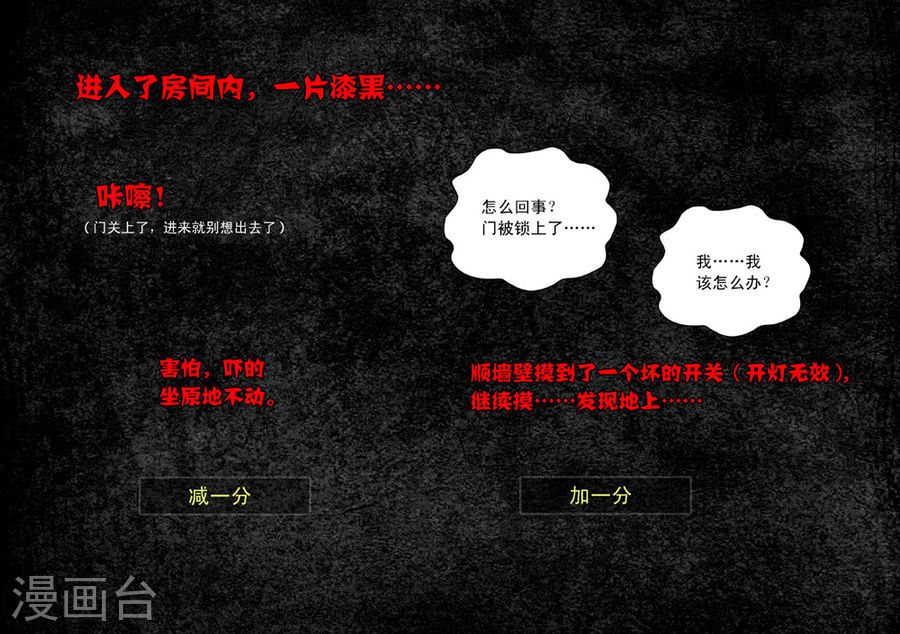 进入了房间内，一片漆黑……
咔嚓！
（门关上了，进来就别想出去了）
怎么回事？
门被锁上了……
我……我
该怎么办？
害怕，吓的
坐原地不动。
顺墙壁摸到了一个坏的开关（开灯无效），
继续摸……发现地上……
减一分
加一分
漫画台